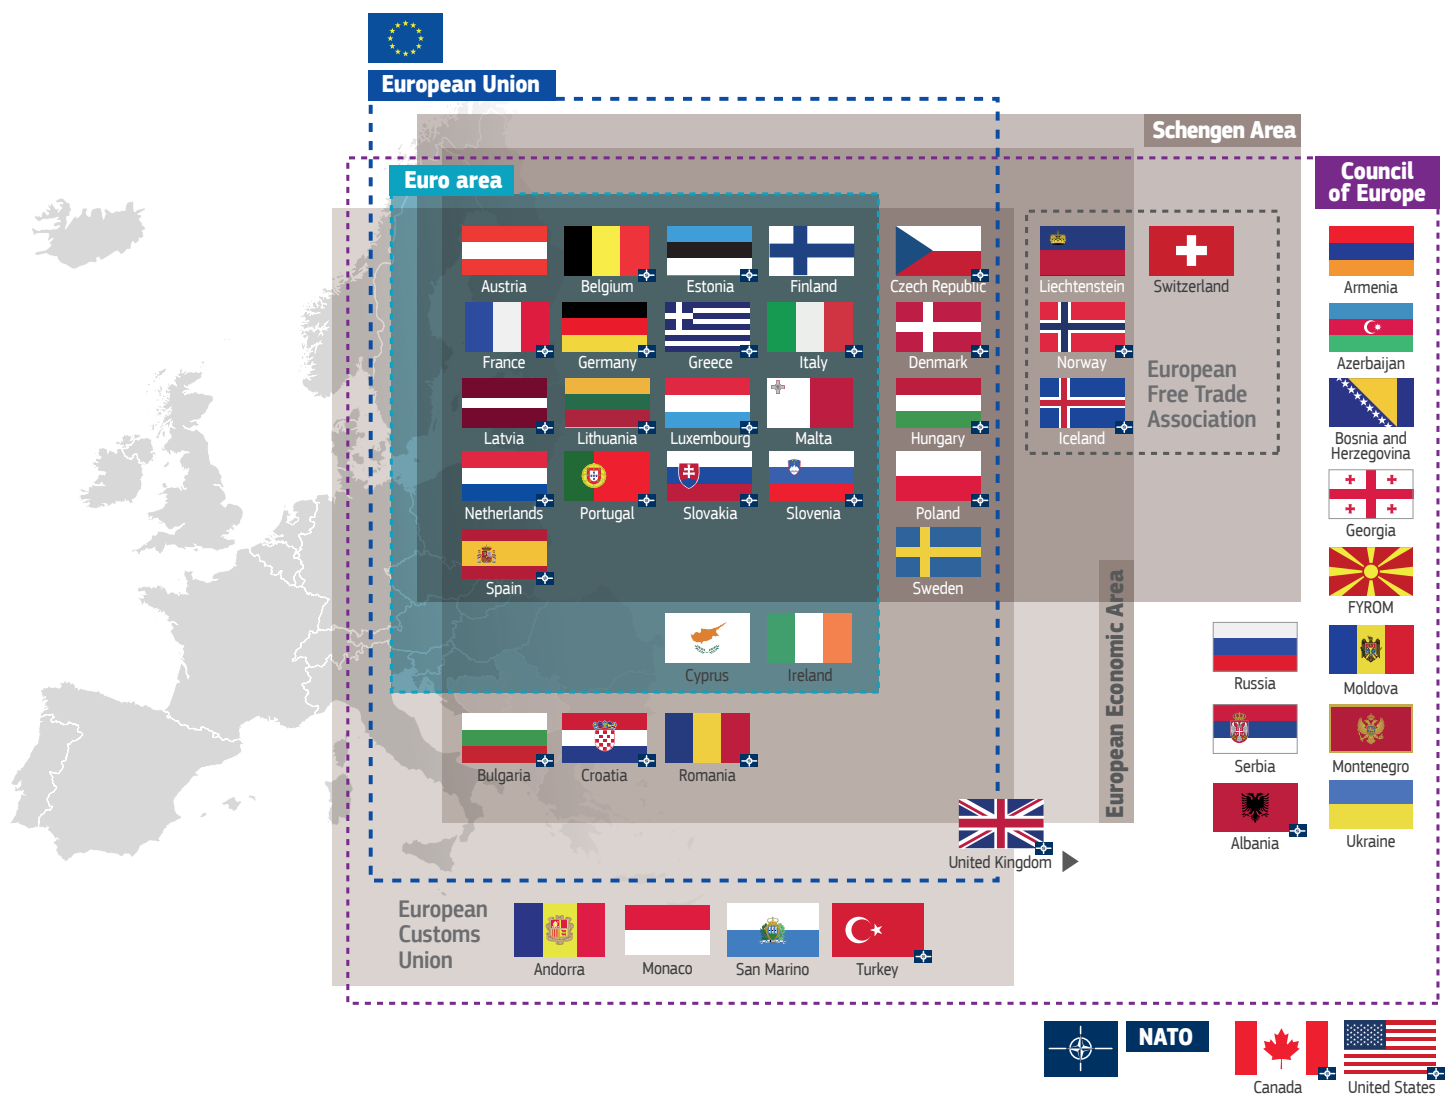 European Union
Schengen Area
Council
of Europe
Euro area
Austria
Belgium
Estonia
Finland
Czech Republic
Liechtenstein
Switzerland
Armenia
France
Germany
Greece
Italy
Denmark
Norway
European
Free Trade
Association
Azerbaijan
Latvia
Lithuania
Luxembourg
Malta
Hungary
Iceland
Bosnia and
Herzegovina
Netherlands
Portugal
Slovakia
Slovenia
Poland
Georgia
Spain
Sweden
European Economic Area
FYROM
Cyprus
Ireland
Russia
Moldova
Bulgaria
Croatia
Romania
Serbia
Montenegro
United Kingdom
Albania
Ukraine
European
Customs
Union
Andorra
Monaco
San Marino
Turkey
NATO
Canada
United States